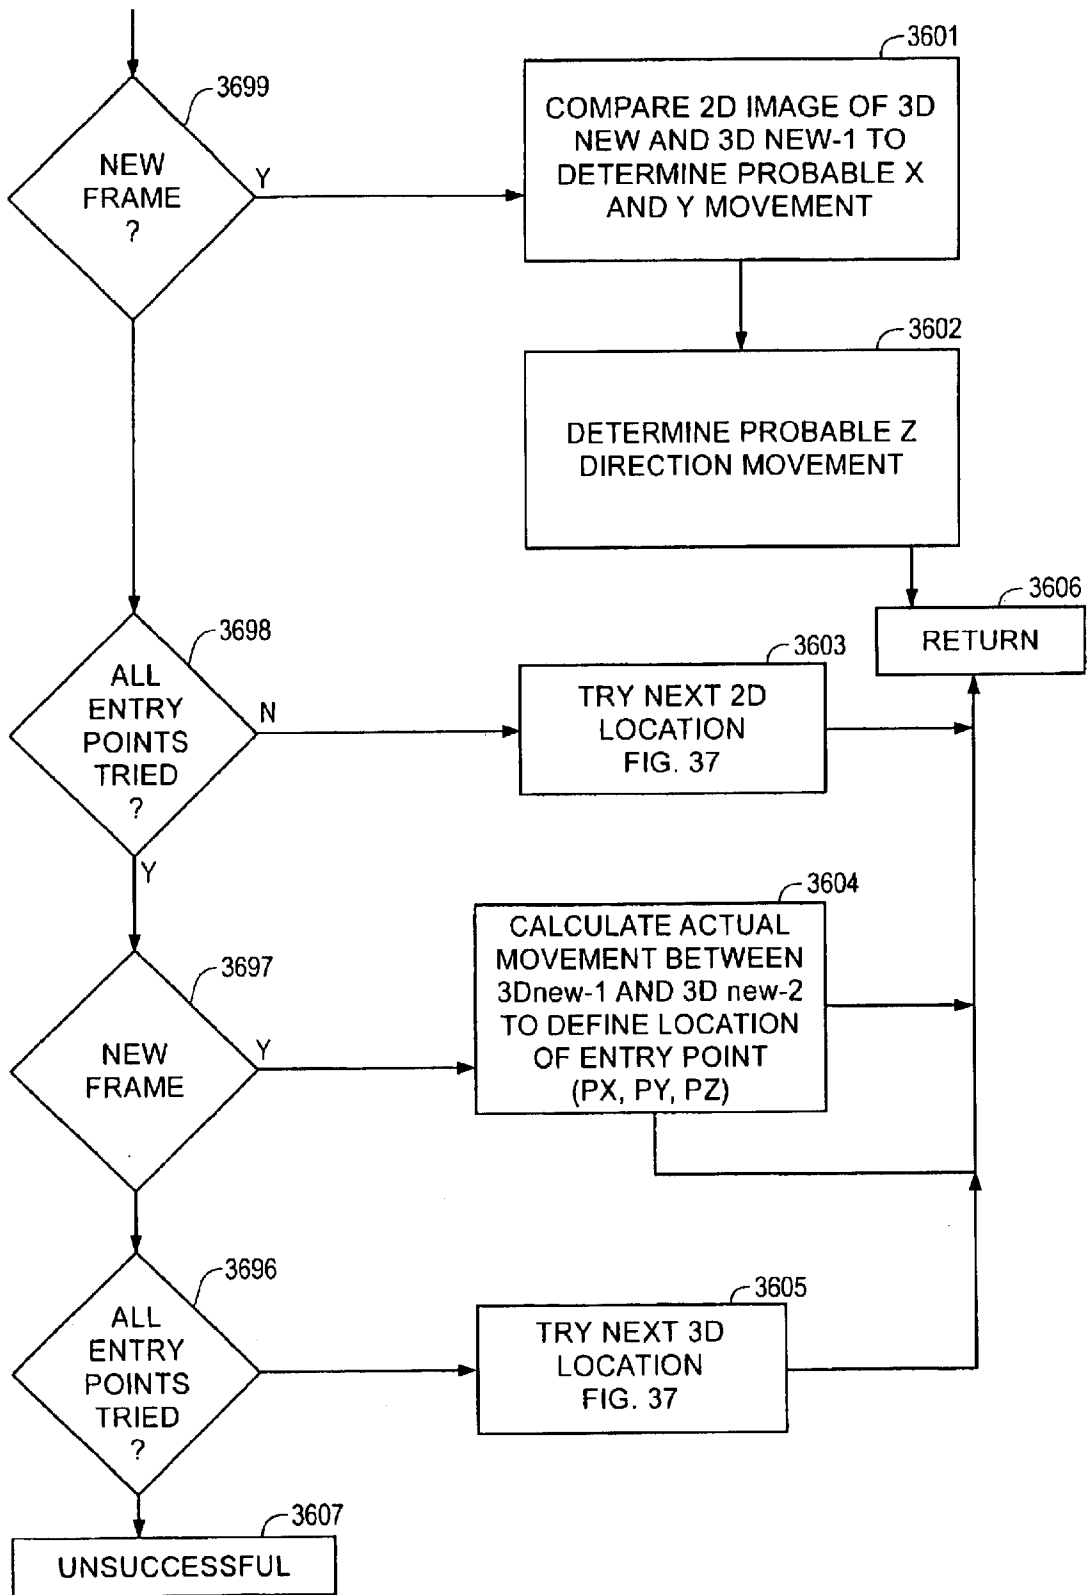 3699
NEW
FRAME
?
Y
3601
COMPARE 2D IMAGE OF 3D
NEW AND 3D NEW-1 TO
DETERMINE PROBABLE X
AND Y MOVEMENT
3602
DETERMINE PROBABLE Z
DIRECTION MOVEMENT
3606
RETURN
3698
ALL
ENTRY
POINTS
TRIED
?
N
Y
3603
TRY NEXT 2D
LOCATION
FIG. 37
3697
NEW
FRAME
Y
3604
CALCULATE ACTUAL
MOVEMENT BETWEEN
3Dnew-1 AND 3D new-2
TO DEFINE LOCATION
OF ENTRY POINT
(PX, PY, PZ)
3696
ALL
ENTRY
POINTS
TRIED
?
3605
TRY NEXT 3D
LOCATION
FIG. 37
3607
UNSUCCESSFUL